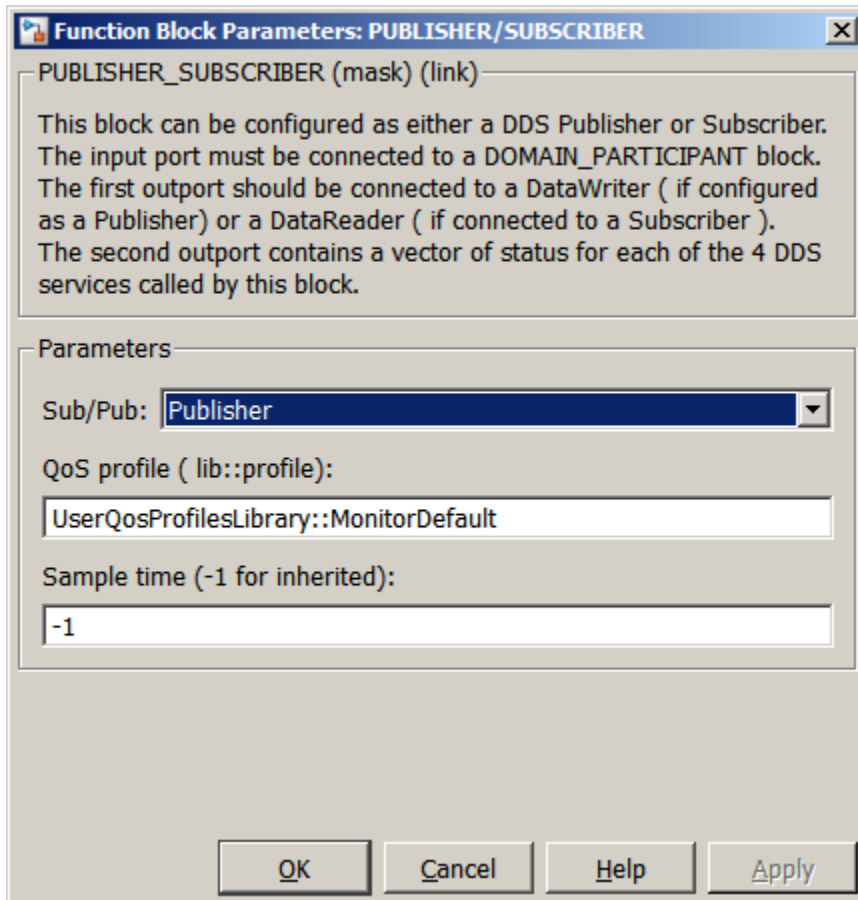 Function Block Parameters: PUBLISHER/SUBSCRIBER
PUBLISHER_SUBSCRIBER (mask) (link)
This block can be configured as either a DDS Publisher or Subscriber.
The input port must be connected to a DOMAIN_PARTICIPANT block.
The first outport should be connected to a DataWriter ( if configured
as a Publisher) or a DataReader ( if connected to a Subscriber ).
The second outport contains a vector of status for each of the 4 DDS
services called by this block.
Parameters
Sub/Pub: Publisher
QoS profile ( lib::profile):
UserQosProfilesLibrary::MonitorDefault
Sample time (-1 for inherited):
-1
OK Cancel Help Apply